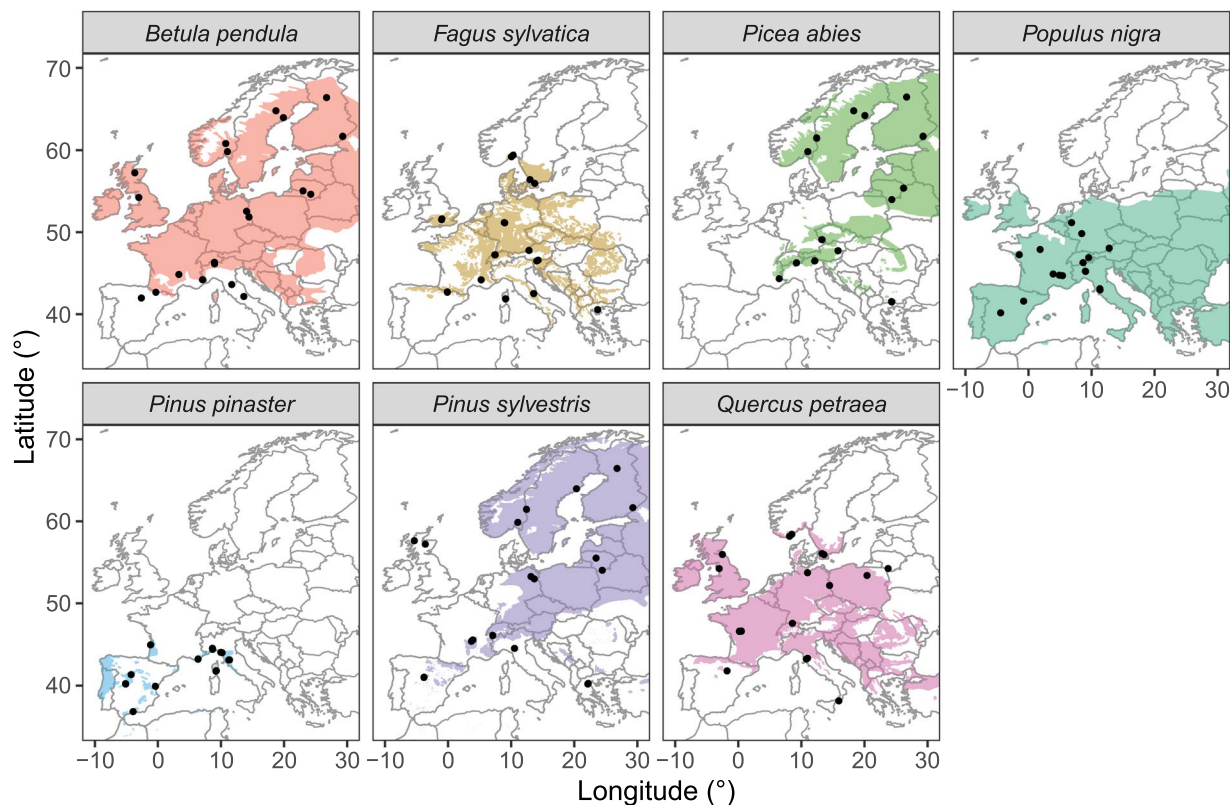 Betula pendula Fagus sylvatica Picea abies Populus nigra
70
60
50
40
−10 0 10 20 30
Pinus pinaster Pinus sylvestris Quercus petraea
70
60
50
40
−10 0 10 20 30 −10 0 10 20 30 −10 0 10 20 30
Latitude (°)
Longitude (°)